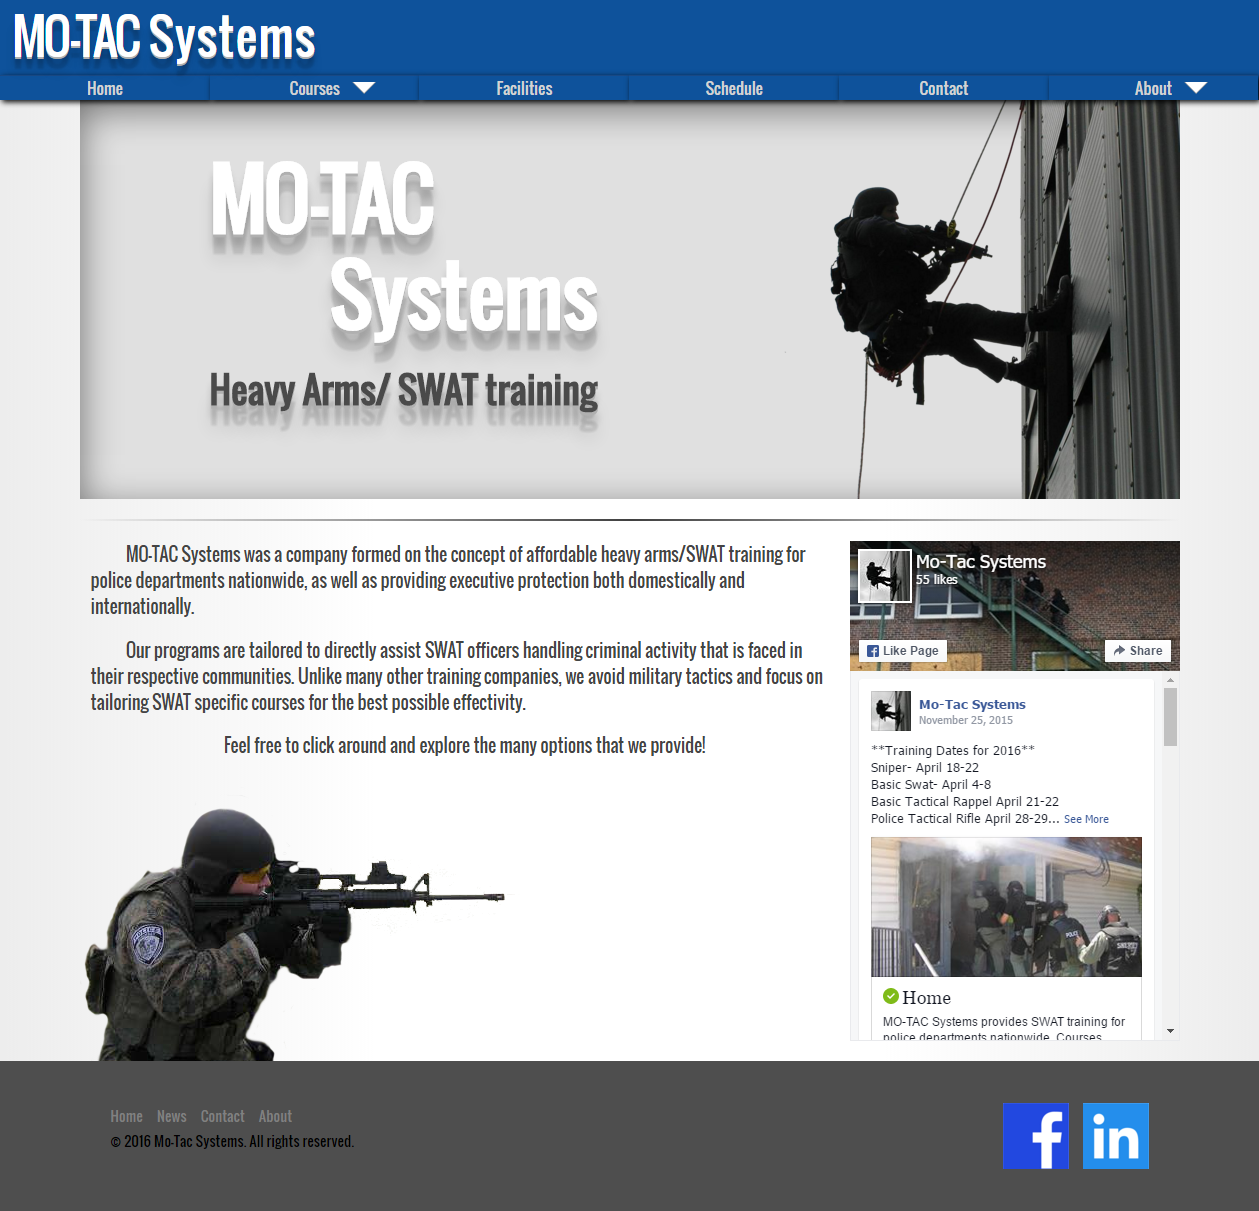 MO-TAC Systems
Home Courses Facilities Schedule Contact About
MO-TAC
Systems
Heavy Arms/ SWAT training
MO-TAC Systems was a company formed on the concept of affordable heavy arms/SWAT training for
police departments nationwide, as well as providing executive protection both domestically and
internationally.
Our programs are tailored to directly assist SWAT officers handling criminal activity that is faced in
their respective communities. Unlike many other training companies, we avoid military tactics and focus on
tailoring SWAT specific courses for the best possible effectivity.
Feel free to click around and explore the many options that we provide!
POLICE
Mo-Tac Systems
55 likes
Like Page
Share
Mo-Tac Systems
November 25, 2015
**Training Dates for 2016**
Sniper- April 18-22
Basic Swat- April 4-8
Basic Tactical Rappel April 21-22
Police Tactical Rifle April 28-29... See More
POLICE
SHERIFF
Home
MO-TAC Systems provides SWAT training for
police departments nationwide. Courses
Home News Contact About
© 2016 Mo-Tac Systems. All rights reserved.
f
in